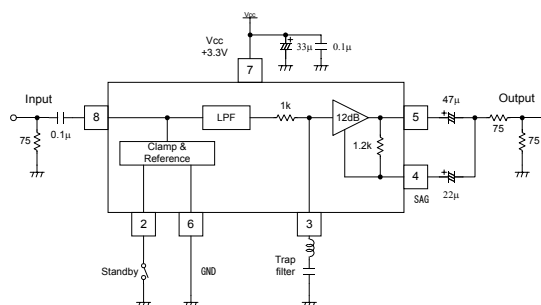 Vcc
Vcc
+3.3V
33μ
0.1μ
7
Input
1k
47μ
Output
8
LPF
12dB
5
75
0.1μ
75
75
1.2k
Clamp &
Reference
4
SAG
22μ
2
6
3
Standby
GND
Trap
filter